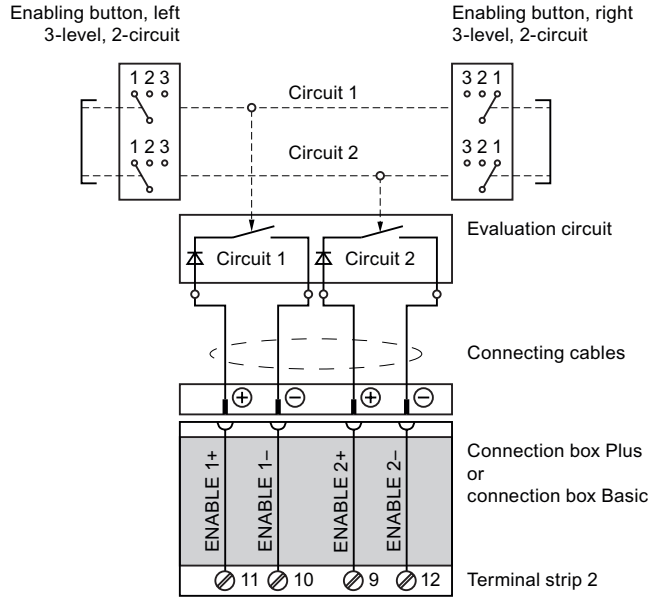 Enabling button, left
3-level, 2-circuit
Enabling button, right
3-level, 2-circuit
1 2 3
3 2 1
Circuit 1
1 2 3
3 2 1
Circuit 2
Evaluation circuit
Circuit 1
Circuit 2
Connecting cables
+ − + −
ENABLE 1+
ENABLE 1−
ENABLE 2+
ENABLE 2−
Connection box Plus
or
connection box Basic
11 10 9 12
Terminal strip 2